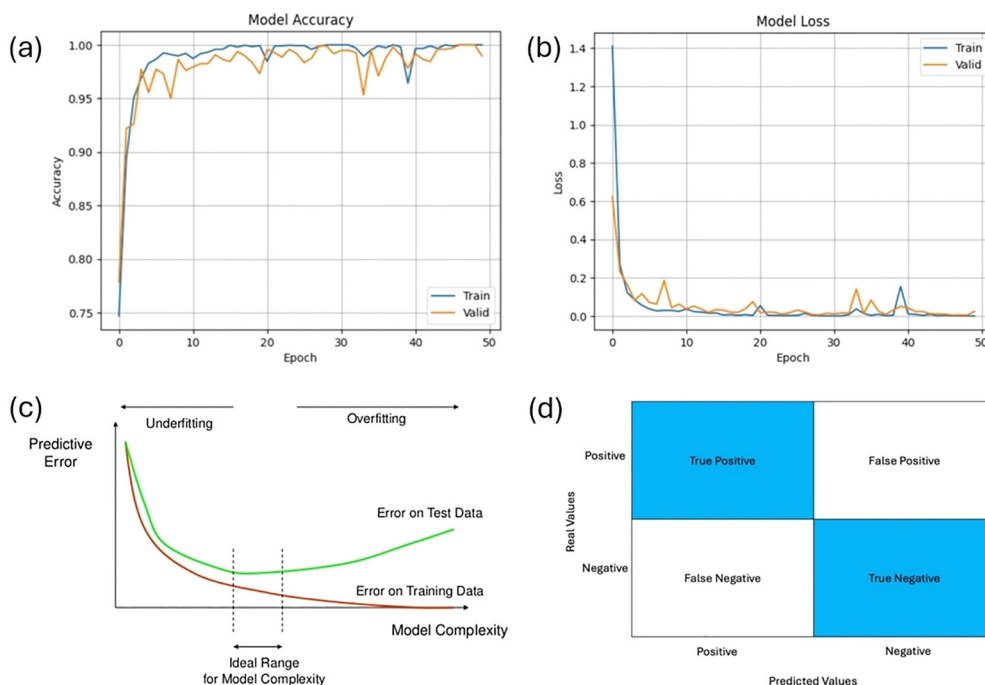 (a)
Model Accuracy
1.00
0.95
0.90
0.85
0.80
0.75
Accuracy
Train
Valid
0
10
20
30
40
50
Epoch
(b)
Model Loss
1.4
1.2
1.0
0.8
0.6
0.4
0.2
0.0
Loss
Train
Valid
0
10
20
30
40
50
Epoch
(c)
Underfitting
Overfitting
Predictive
Error
Error on Test Data
Error on Training Data
Model Complexity
Ideal Range
for Model Complexity
(d)
Real Values
Positive
True Positive
False Positive
Negative
False Negative
True Negative
Positive
Negative
Predicted Values